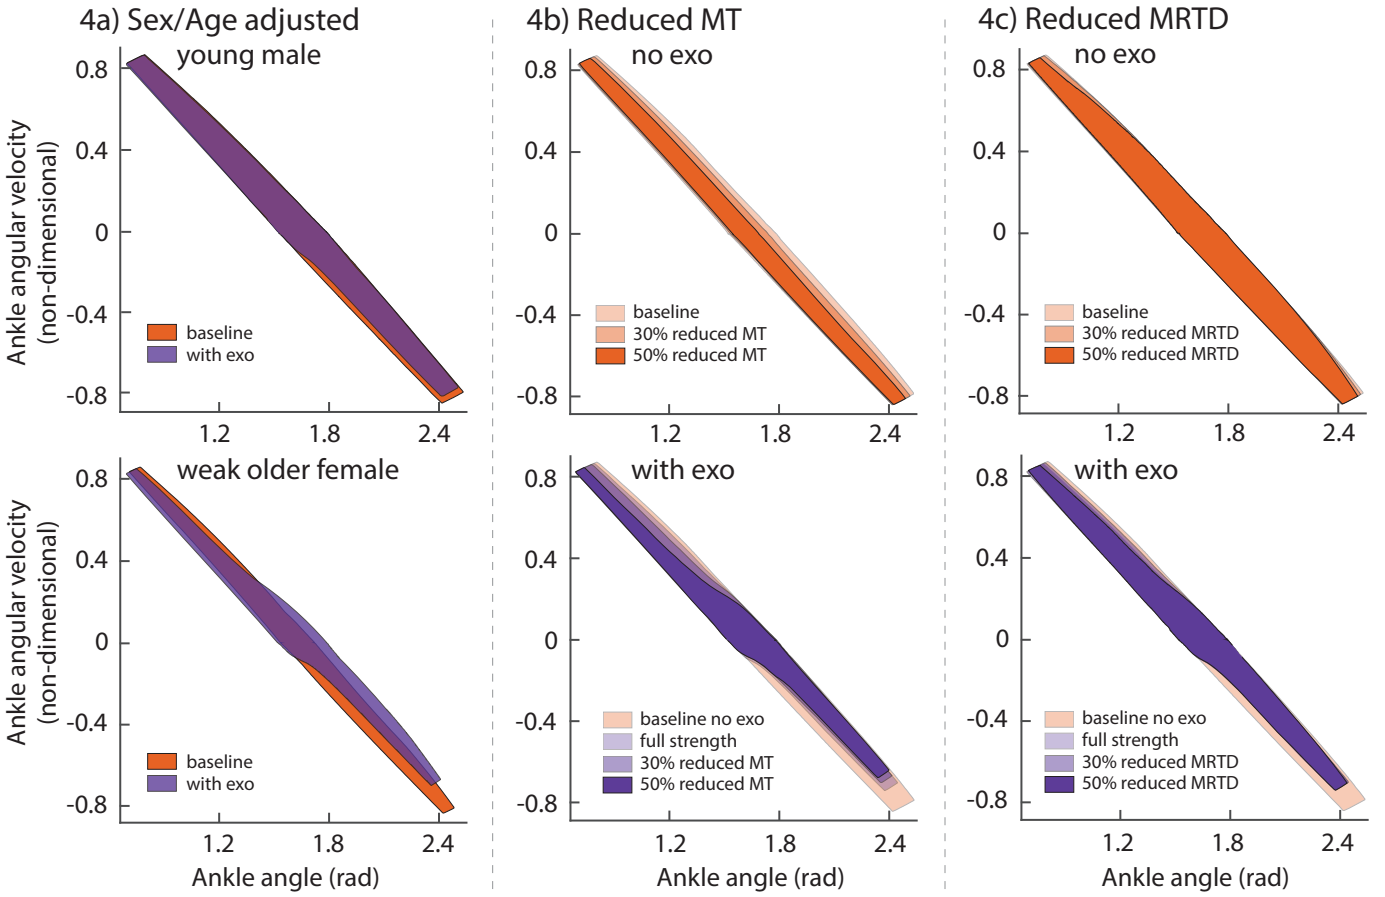 4a) Sex/Age adjusted
young male
0.8
0.4
0
-0.4
-0.8
1.2
1.8
2.4
Ankle angular velocity
(non-dimensional)
baseline
with exo
4b) Reduced MT
no exo
0.8
0.4
0
-0.4
-0.8
1.2
1.8
2.4
baseline
30% reduced MT
50% reduced MT
4c) Reduced MRTD
no exo
0.8
0.4
0
-0.4
-0.8
1.2
1.8
2.4
baseline
30% reduced MRTD
50% reduced MRTD
weak older female
0.8
0.4
0
-0.4
-0.8
1.2
1.8
2.4
Ankle angular velocity
(non-dimensional)
baseline
with exo
Ankle angle (rad)
with exo
0.8
0.4
0
-0.4
-0.8
1.2
1.8
2.4
baseline no exo
full strength
30% reduced MT
50% reduced MT
Ankle angle (rad)
with exo
0.8
0.4
0
-0.4
-0.8
1.2
1.8
2.4
baseline no exo
full strength
30% reduced MRTD
50% reduced MRTD
Ankle angle (rad)